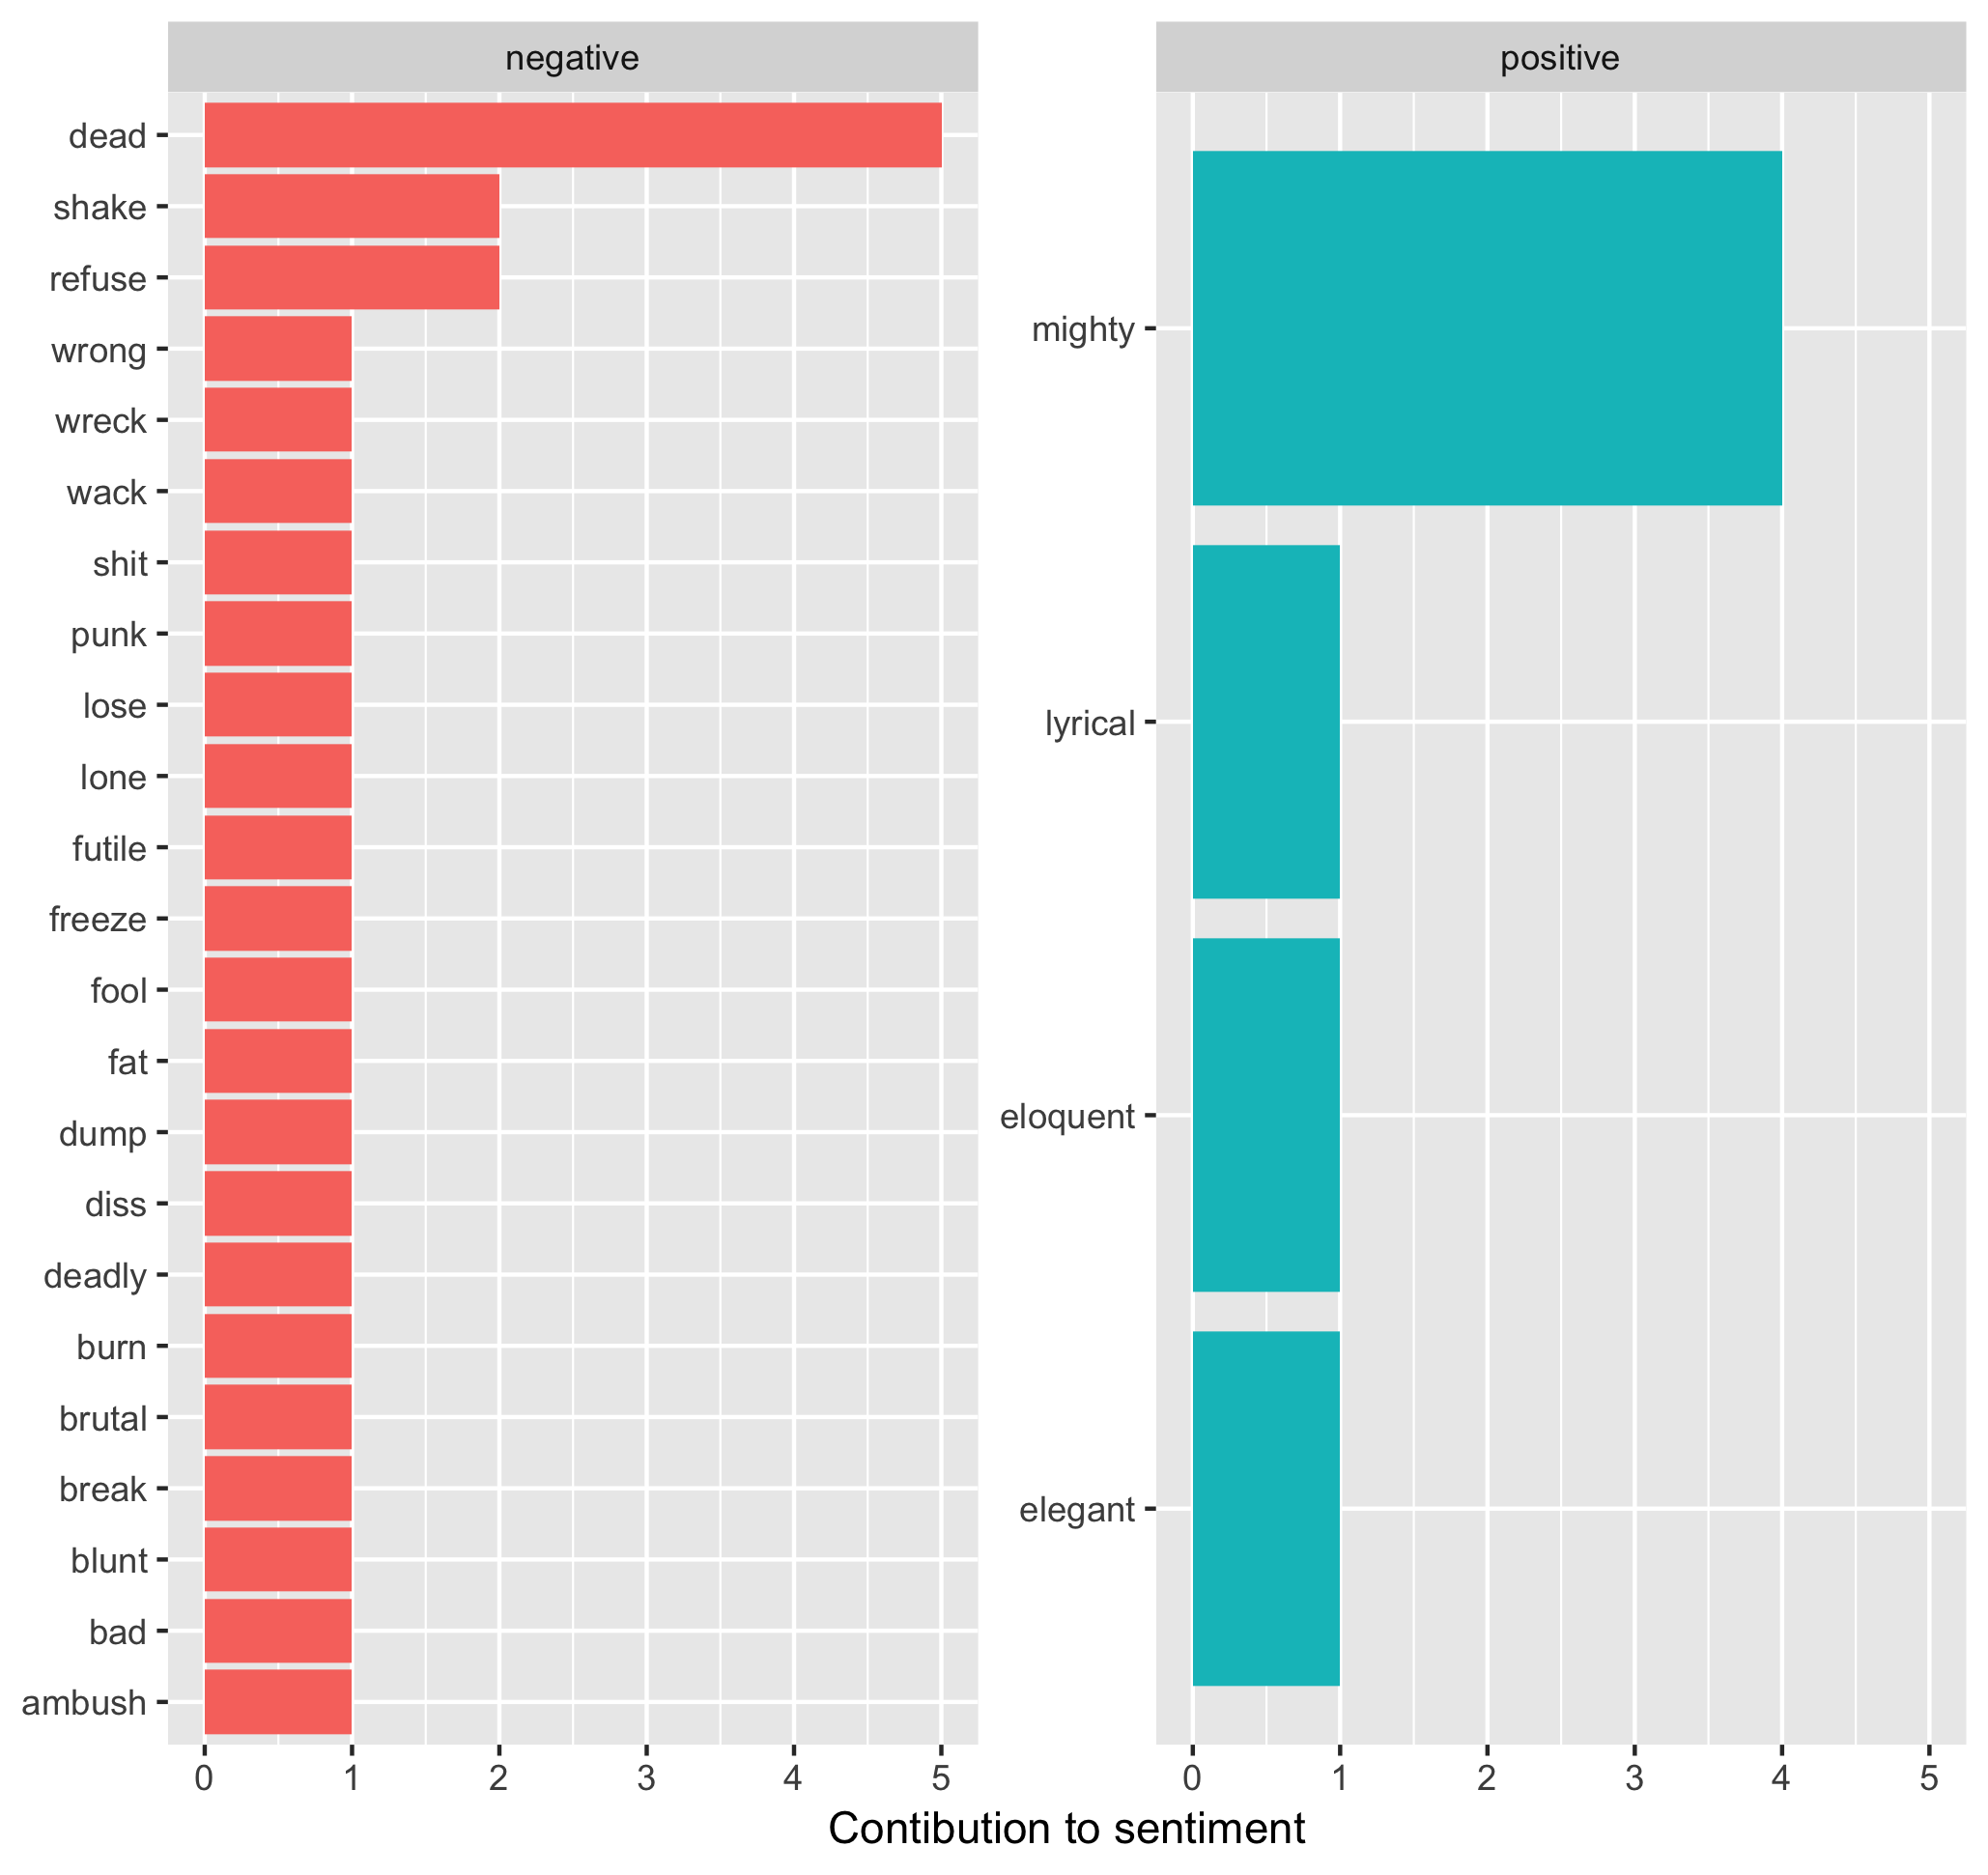 negative
dead
shake
refuse
wrong
wreck
wack
shit
punk
lose
lone
futile
freeze
fool
fat
dump
diss
deadly
burn
brutal
break
blunt
bad
ambush
0 1 2 3 4 5
positive
mighty
lyrical
eloquent
elegant
0 1 2 3 4 5
Contibution to sentiment